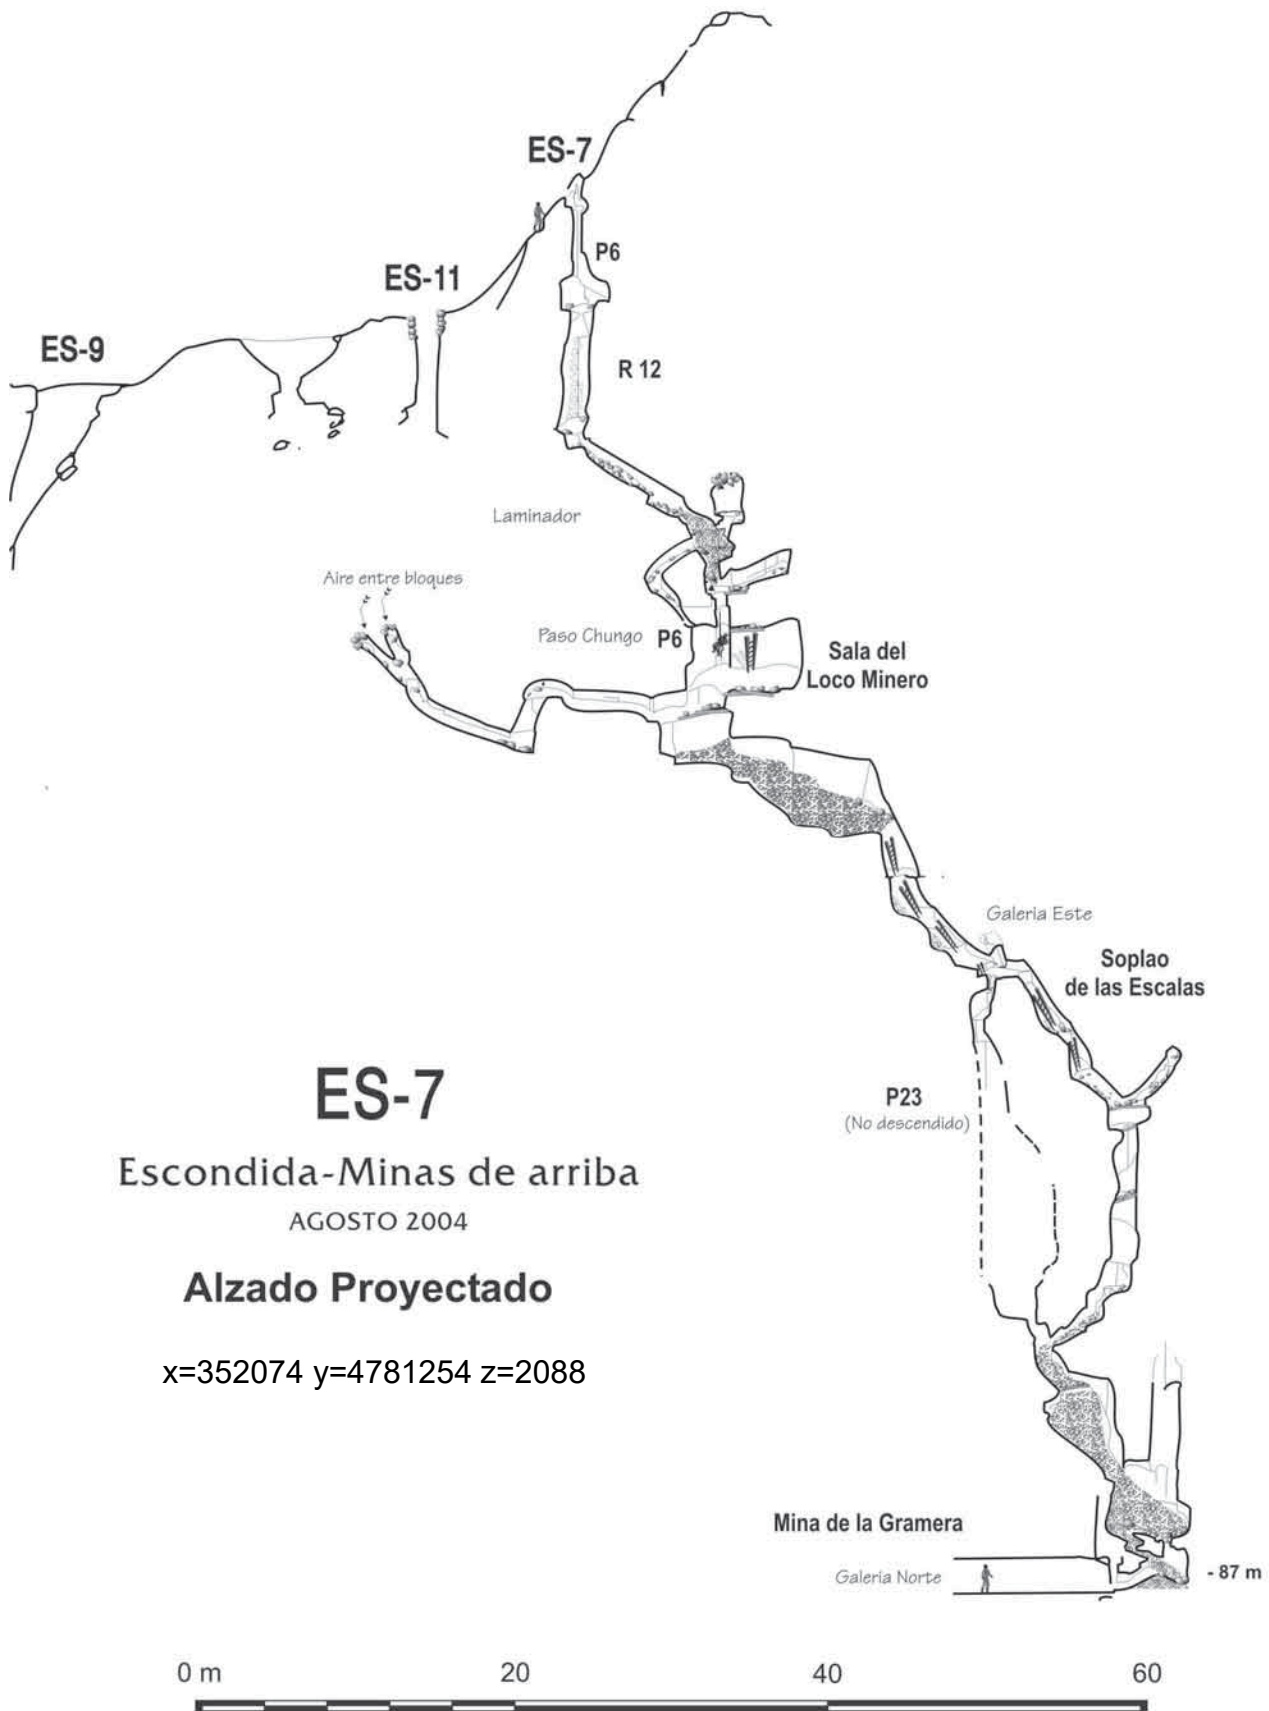 ES-7
P6
ES-11
ES-9
R 12
Laminador
Aire entre bloques
Paso Chungo
P6
Sala del
Loco Minero
Galeria Este
Soplao
de las Escalas
P23
(No descendido)
ES-7
Escondida-Minas de arriba
AGOSTO 2004
Alzado Proyectado
x=352074 y=4781254 z=2088
Mina de la Gramera
Galería Norte
- 87 m
0 m 20 40 60